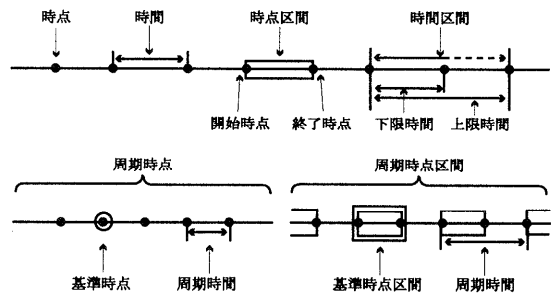 時点
時間
時点区間
時間区間
開始時点
終了時点
下限時間
上限時間
周期時点
周期時点区間
基準時点
周期時間
基準時点区間
周期時間